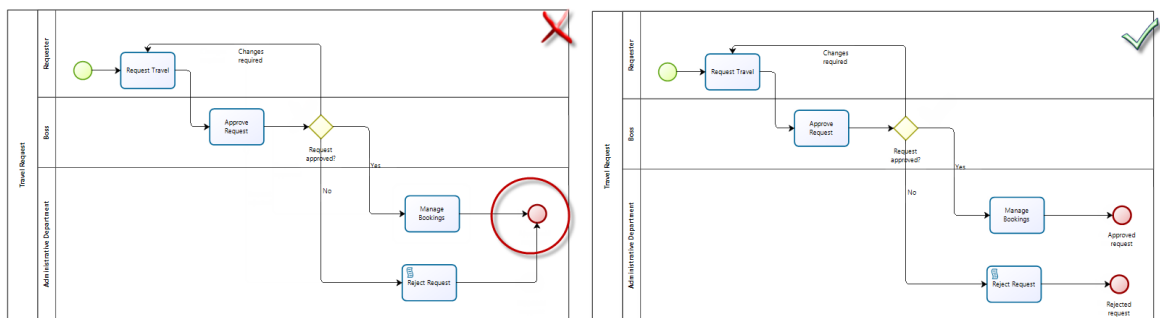 Travel Request
Requester
Boss
Administrative Department
Changes
required
Request Travel
Approve
Request
Request
approved?
Yes
No
Manage
Bookings
Reject Request
Travel Request
Requester
Boss
Administrative Department
Changes
required
Request Travel
Approve
Request
Request
approved?
Yes
No
Manage
Bookings
Approved
request
Reject Request
Rejected
request